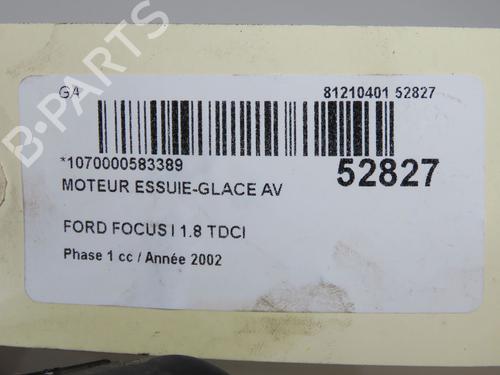 G4 81210401 52827
*1070000583389 52827
MOTEUR ESSUIE-GLACE AV
FORD FOCUS I 1.8 TDCI
Phase 1 cc / Année 2002
B-PARTS